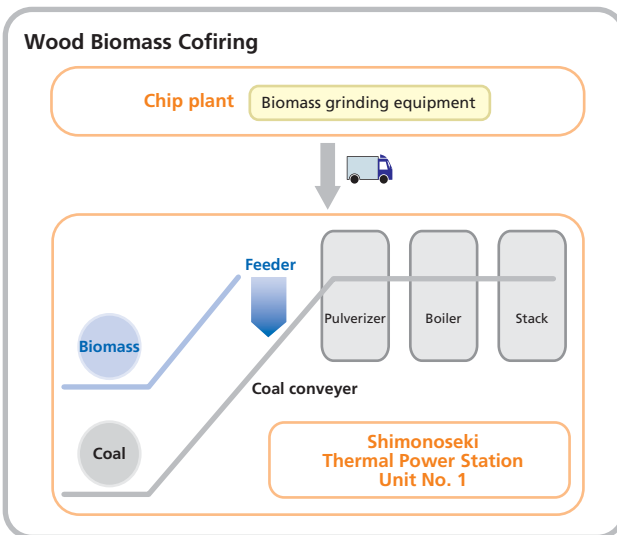 Wood Biomass Cofiring
Chip plant
Biomass grinding equipment
Feeder
Biomass
Pulverizer
Boiler
Stack
Coal conveyer
Coal
Shimonoseki
Thermal Power Station
Unit No. 1